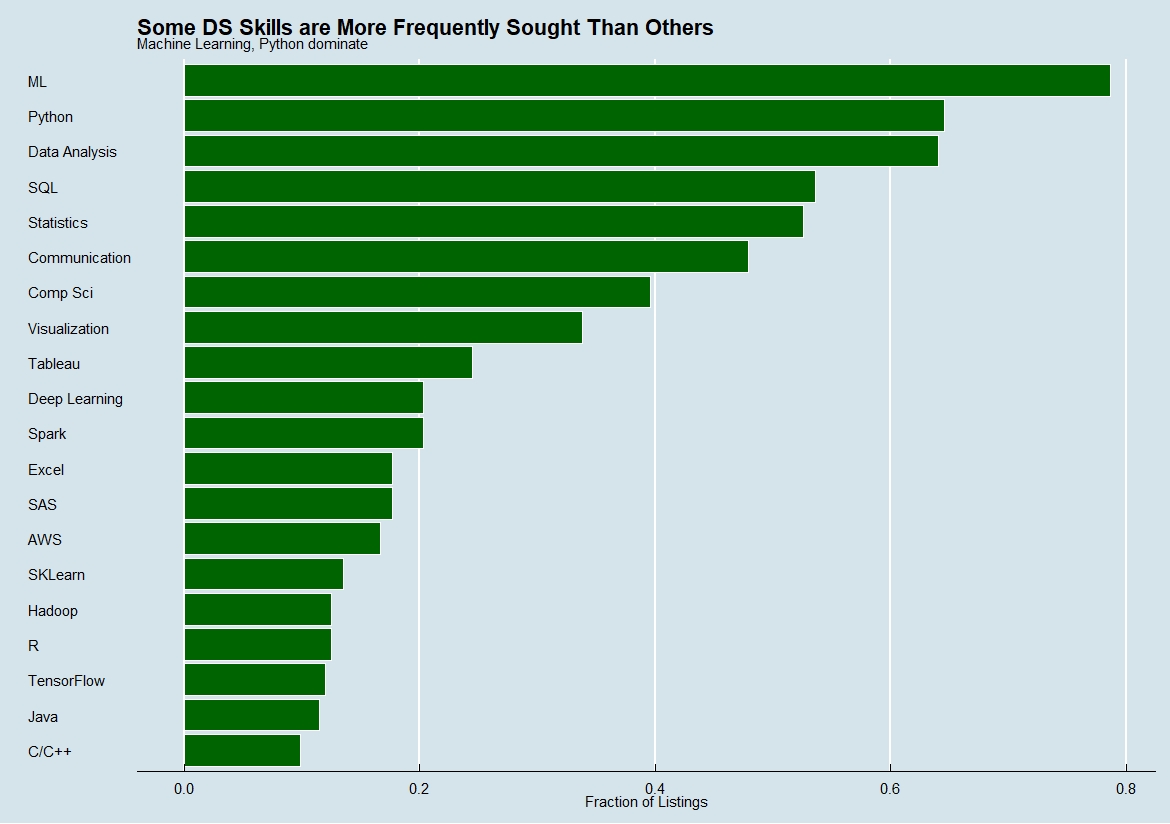 Some DS Skills are More Frequently Sought Than Others
Machine Learning, Python dominate
ML
Python
Data Analysis
SQL
Statistics
Communication
Comp Sci
Visualization
Tableau
Deep Learning
Spark
Excel
SAS
AWS
SKLearn
Hadoop
R
TensorFlow
Java
C/C++
0.0 0.2 0.4 0.6 0.8
Fraction of Listings